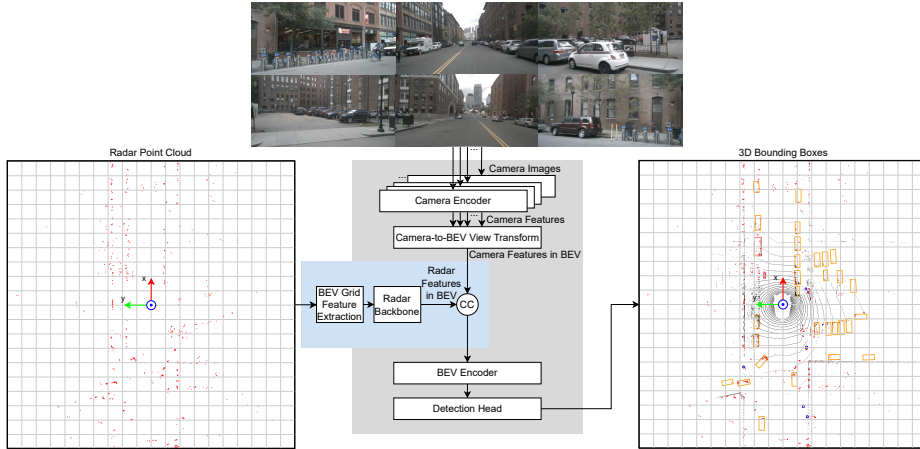 Radar Point Cloud
3D Bounding Boxes
...
Camera Images
...
Camera Encoder
...
Camera Features
Camera-to-BEV View Transform
Camera Features in BEV
Radar
Features
in BEV
BEV Grid
Feature
Extraction
Radar
Backbone
CC
BEV Encoder
Detection Head
x
y
x
y